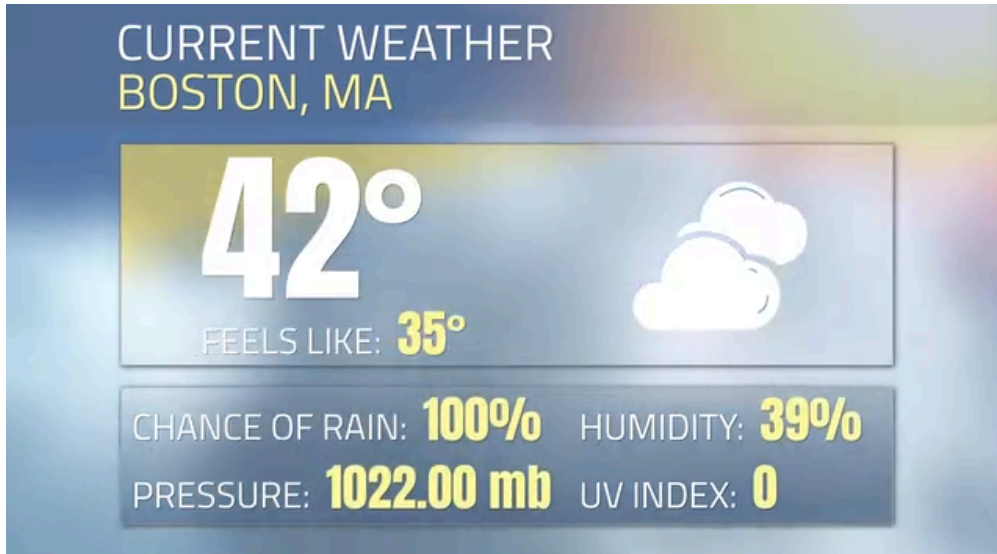 CURRENT WEATHER
BOSTON, MA
42°
FEELS LIKE: 35°
CHANCE OF RAIN: 100% HUMIDITY: 39%
PRESSURE: 1022.00 mb UV INDEX: 0